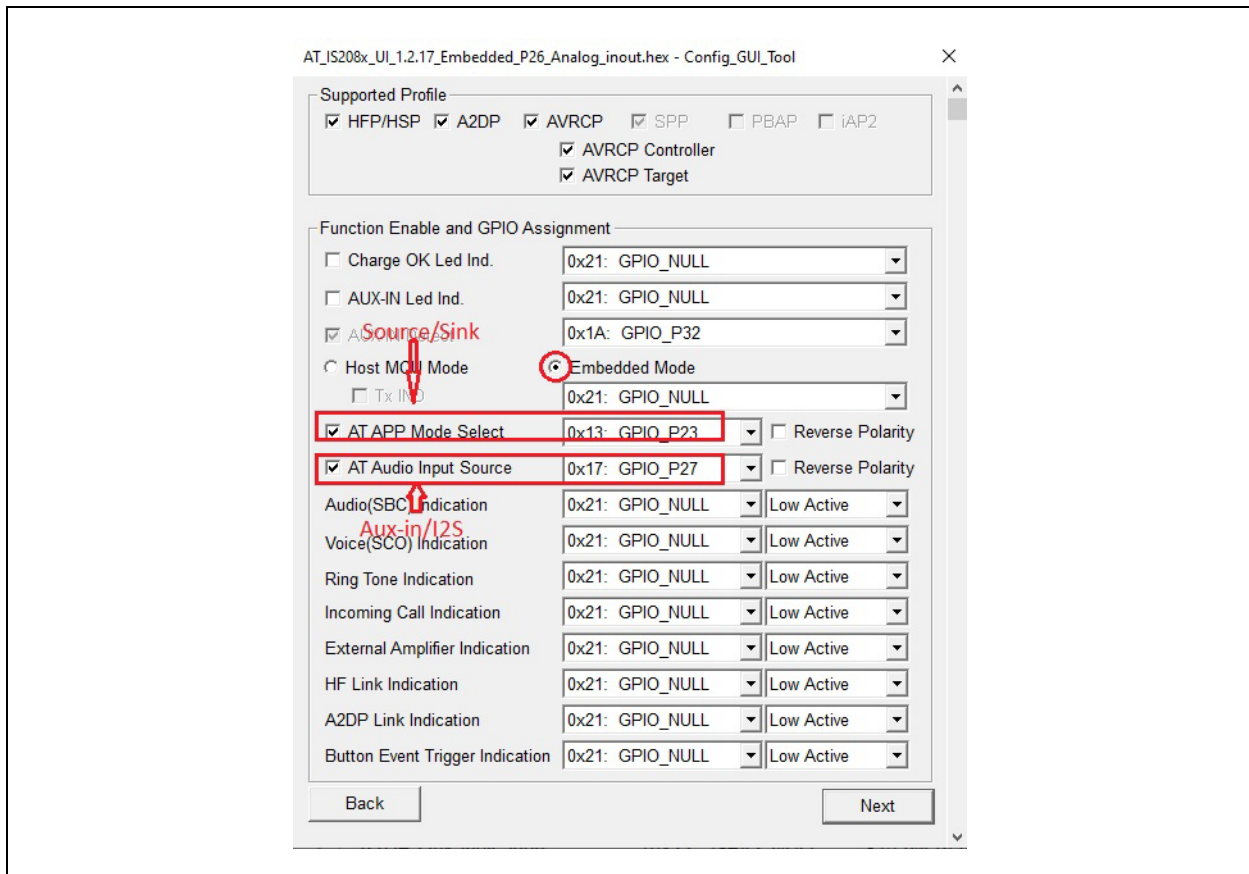 AT_IS208x_UI_1.2.17_Embedded_P26_Analog_inout.hex - Config_GUI_Tool
Supported Profile
HFP/HSP A2DP AVRCP SPP PBAP iAP2
AVRCP Controller
AVRCP Target
Function Enable and GPIO Assignment
Charge OK Led Ind. 0x21: GPIO_NULL
AUX-IN Led Ind. 0x21: GPIO_NULL
Source/Sink
0x1A: GPIO_P32
Host MCU Mode Embedded Mode
Tx IND 0x21: GPIO_NULL
AT APP Mode Select 0x13: GPIO_P23 Reverse Polarity
AT Audio Input Source 0x17: GPIO_P27 Reverse Polarity
Audio(SBC) Indication 0x21: GPIO_NULL Low Active
Aux-in/I2S
Voice(SCO) Indication 0x21: GPIO_NULL Low Active
Ring Tone Indication 0x21: GPIO_NULL Low Active
Incoming Call Indication 0x21: GPIO_NULL Low Active
External Amplifier Indication 0x21: GPIO_NULL Low Active
HF Link Indication 0x21: GPIO_NULL Low Active
A2DP Link Indication 0x21: GPIO_NULL Low Active
Button Event Trigger Indication 0x21: GPIO_NULL Low Active
Back Next